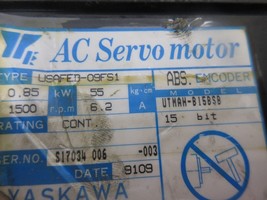 AC Servo motor
TYPE USAFED-09FS1 ABS. ENCODER
0.85 kW 55 kg·cm MODEL
1500 r.p.m 6.2 A UTMAH-B15BSB
RATING CONT. 15 bit
SER.NO. S17034 006 -003
DATE 9109
YASKAWA